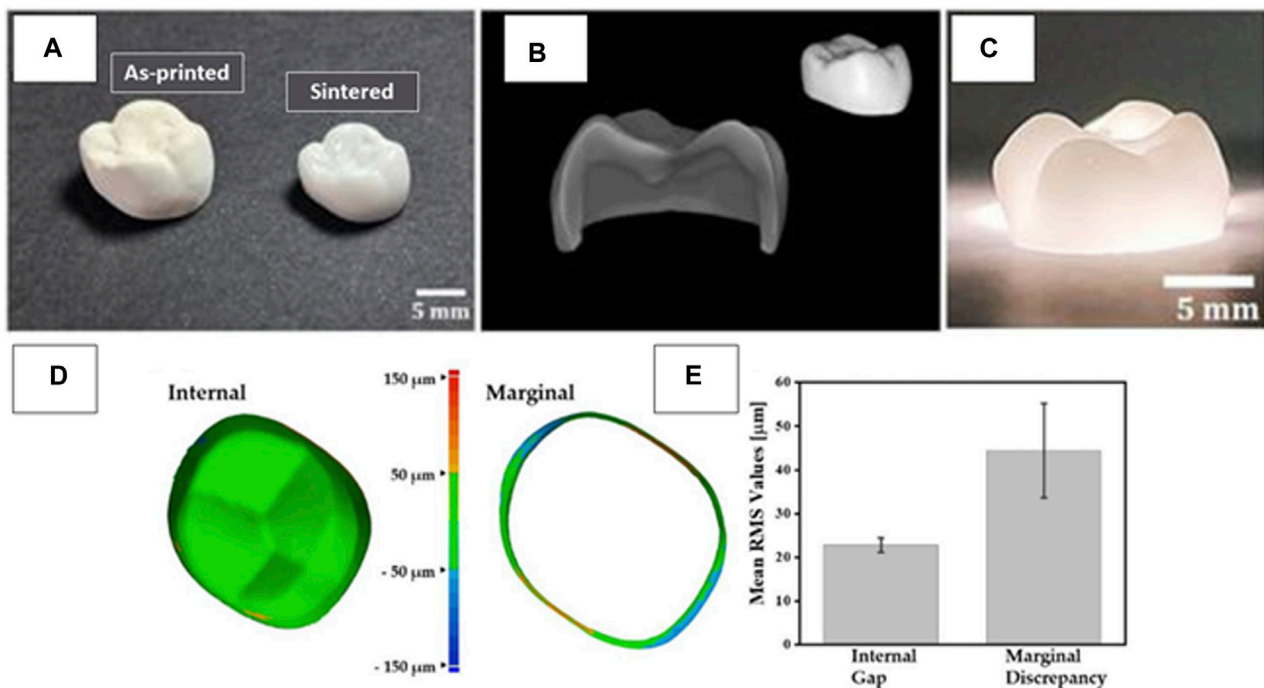 A
As-printed
Sintered
5 mm
B
C
5 mm
D
Internal
150 µm
50 µm
- 50 µm
- 150 µm
Marginal
E
Mean RMS Values [µm]
60
50
40
30
20
10
0
Internal
Gap
Marginal
Discrepancy